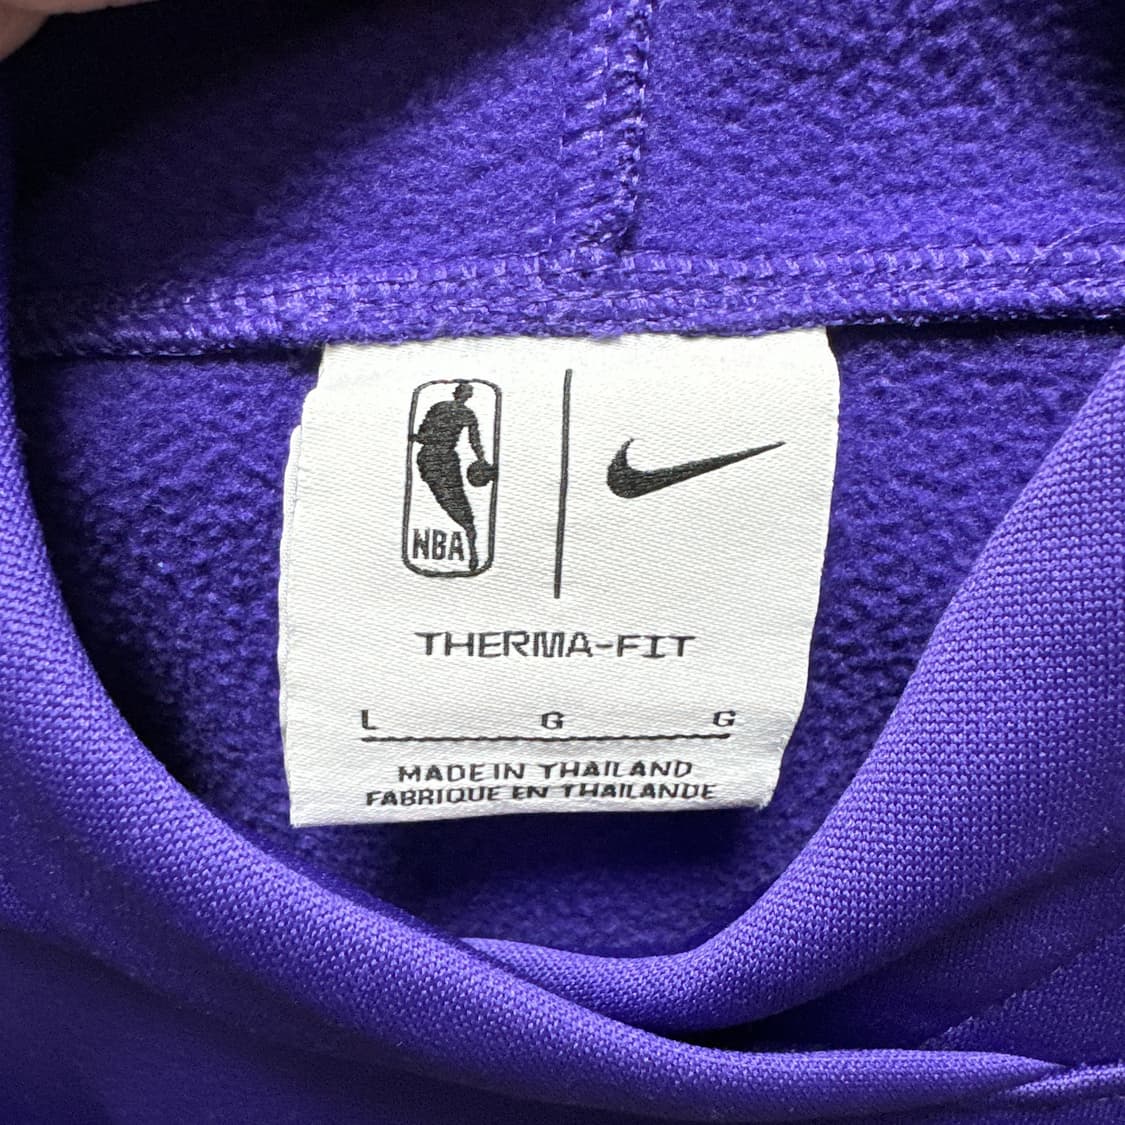 NBA
THERMA-FIT
L G G
MADE IN THAILAND
FABRIQUE EN THAILANDE